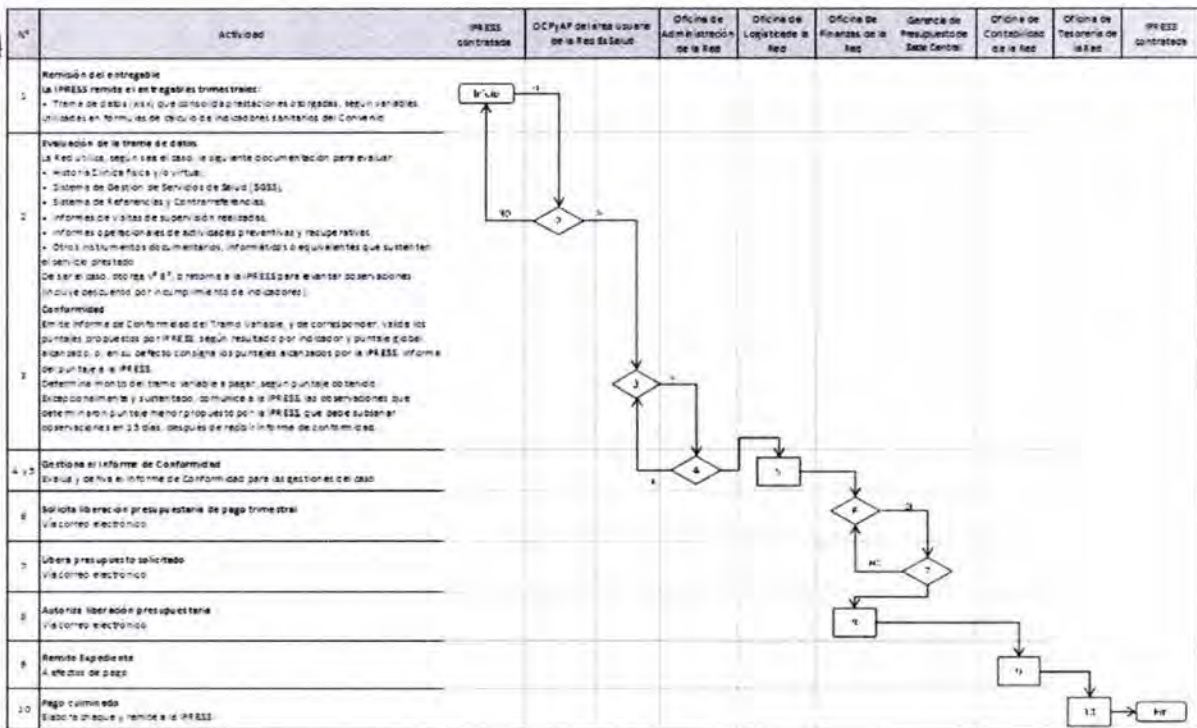 Nº
Actividad
IPRESS
contratada
OCPyAP del area usuaria
de la Red EsSalud
Oficina de
Administración
de la Red
Oficina de
Logística de la
Red
Oficina de
Finanzas de la
Red
Gerencia de
Presupuesto de
Sede Central
Oficina de
Contabilidad
de la Red
Oficina de
Tesorería de
la Red
IPRESS
contratada
1
Remisión del entregable
La IPRESS remite el entregables trimestrales:
• Trama de datos (xlsx) que consolida prestaciones otorgadas, según variables
utilizadas en fórmulas de cálculo de indicadores sanitarios del Convenio
Inicio
2
Evaluación de la trama de datos
La Red utiliza, según sea el caso, la siguiente documentación para evaluar:
• Historia Clínica física y/o virtual,
• Sistema de Gestión de Servicios de Salud (SGSS),
• Sistema de Referencias y Contrarreferencias,
• Informes de visitas de supervisión realizadas,
• Informes operacionales de actividades preventivas y recuperativas
• Otros instrumentos documentarios, informáticos o equivalentes que sustenten
el servicio prestado
De ser el caso, otorga Vº Bº, o retorna a la IPRESS para levantar observaciones
(incluye descuento por incumplimiento de indicadores).
NO
2
3
Conformidad
Emite Informe de Conformidad del Tramo Variable, y de corresponder, valida los
puntajes propuestos por IPRESS, según resultado por indicador y puntaje global
alcanzado, o, en su defecto consigna los puntajes alcanzados por la IPRESS. Informa
del puntaje a la IPRESS.
Determina monto del tramo variable a pagar, según puntaje obtenido
Excepcionalmente y sustentado, comunica a la IPRESS las observaciones que
determinaron puntaje menor propuesto por la IPRESS, que debe subsanar
observaciones en 15 días, después de recibir informe de conformidad.
3
4 y 5
Gestiona el Informe de Conformidad
Evalua y deriva el Informe de Conformidad para las gestiones del caso
4
5
6
Solicita liberación presupuestaria de pago trimestral
Vía correo electrónico
6
7
Libera presupuesto solicitado
Vía correo electrónico
NO
7
8
Autoriza liberación presupuestaria
Vía correo electrónico
8
9
Remite Expediente
A efectos de pago
9
10
Pago culminado
Elabora cheque y remite a la IPRESS
10
Fin